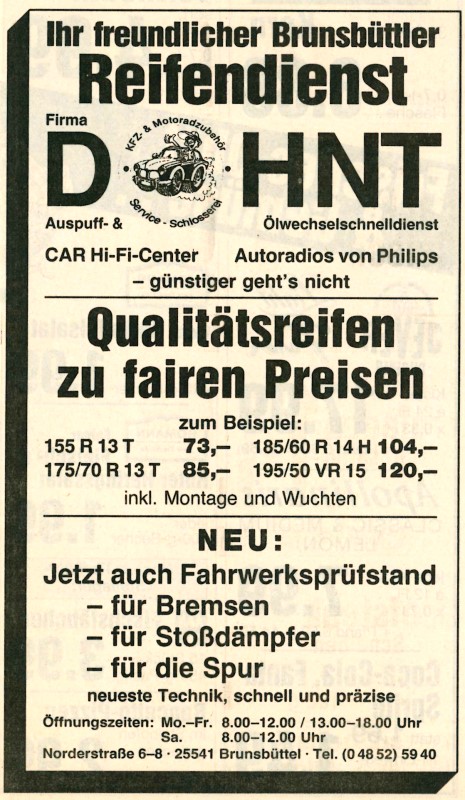 Ihr freundlicher Brunsbüttler
Reifendienst
Firma
D HNT
KFZ- & Motoradzubehör
Service - Schlosserei
Auspuff- & Ölwechselschnelldienst
CAR Hi-Fi-Center Autoradios von Philips
– günstiger geht's nicht
Qualitätsreifen
zu fairen Preisen
zum Beispiel:
155 R 13 T 73,– 185/60 R 14 H 104,–
175/70 R 13 T 85,– 195/50 VR 15 120,–
inkl. Montage und Wuchten
NEU:
Jetzt auch Fahrwerksprüfstand
– für Bremsen
– für Stoßdämpfer
– für die Spur
neueste Technik, schnell und präzise
Öffnungszeiten: Mo.–Fr. 8.00–12.00 / 13.00–18.00 Uhr
Sa. 8.00–12.00 Uhr
Norderstraße 6–8 · 25541 Brunsbüttel · Tel. (0 48 52) 59 40